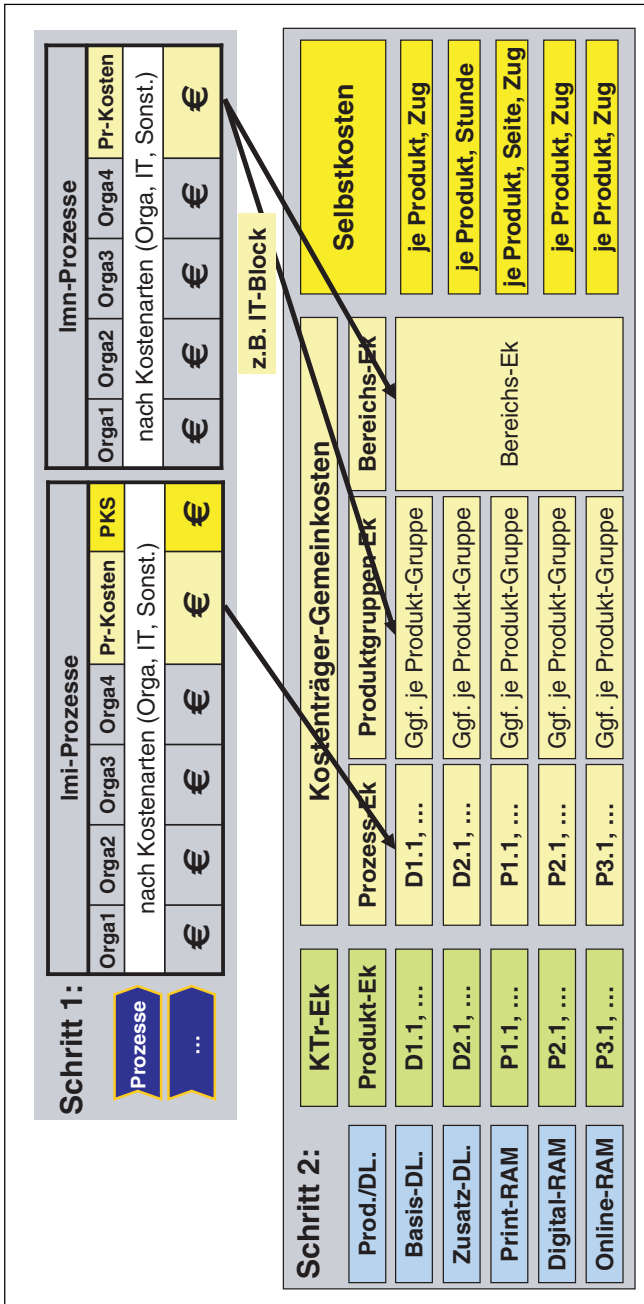 Schritt 1:
Prozesse
...
lmi-Prozesse
Orga1 Orga2 Orga3 Orga4 Pr-Kosten PKS
nach Kostenarten (Orga, IT, Sonst.)
€ € € € € €
lmn-Prozesse
Orga1 Orga2 Orga3 Orga4 Pr-Kosten
nach Kostenarten (Orga, IT, Sonst.)
€ € € € €
z.B. IT-Block
Schritt 2:
KTr-Ek Kostenträger-Gemeinkosten Selbstkosten
Prod./DL. Produkt-Ek Prozess-Ek Produktgruppen-Ek Bereichs-Ek
Basis-DL. D1.1, ... D1.1, ... Ggf. je Produkt-Gruppe je Produkt, Zug
Zusatz-DL. D2.1, ... D2.1, ... Ggf. je Produkt-Gruppe je Produkt, Stunde
Print-RAM P1.1, ... P1.1, ... Ggf. je Produkt-Gruppe Bereichs-Ek je Produkt, Seite, Zug
Digital-RAM P2.1, ... P2.1, ... Ggf. je Produkt-Gruppe je Produkt, Zug
Online-RAM P3.1, ... P3.1, ... Ggf. je Produkt-Gruppe je Produkt, Zug